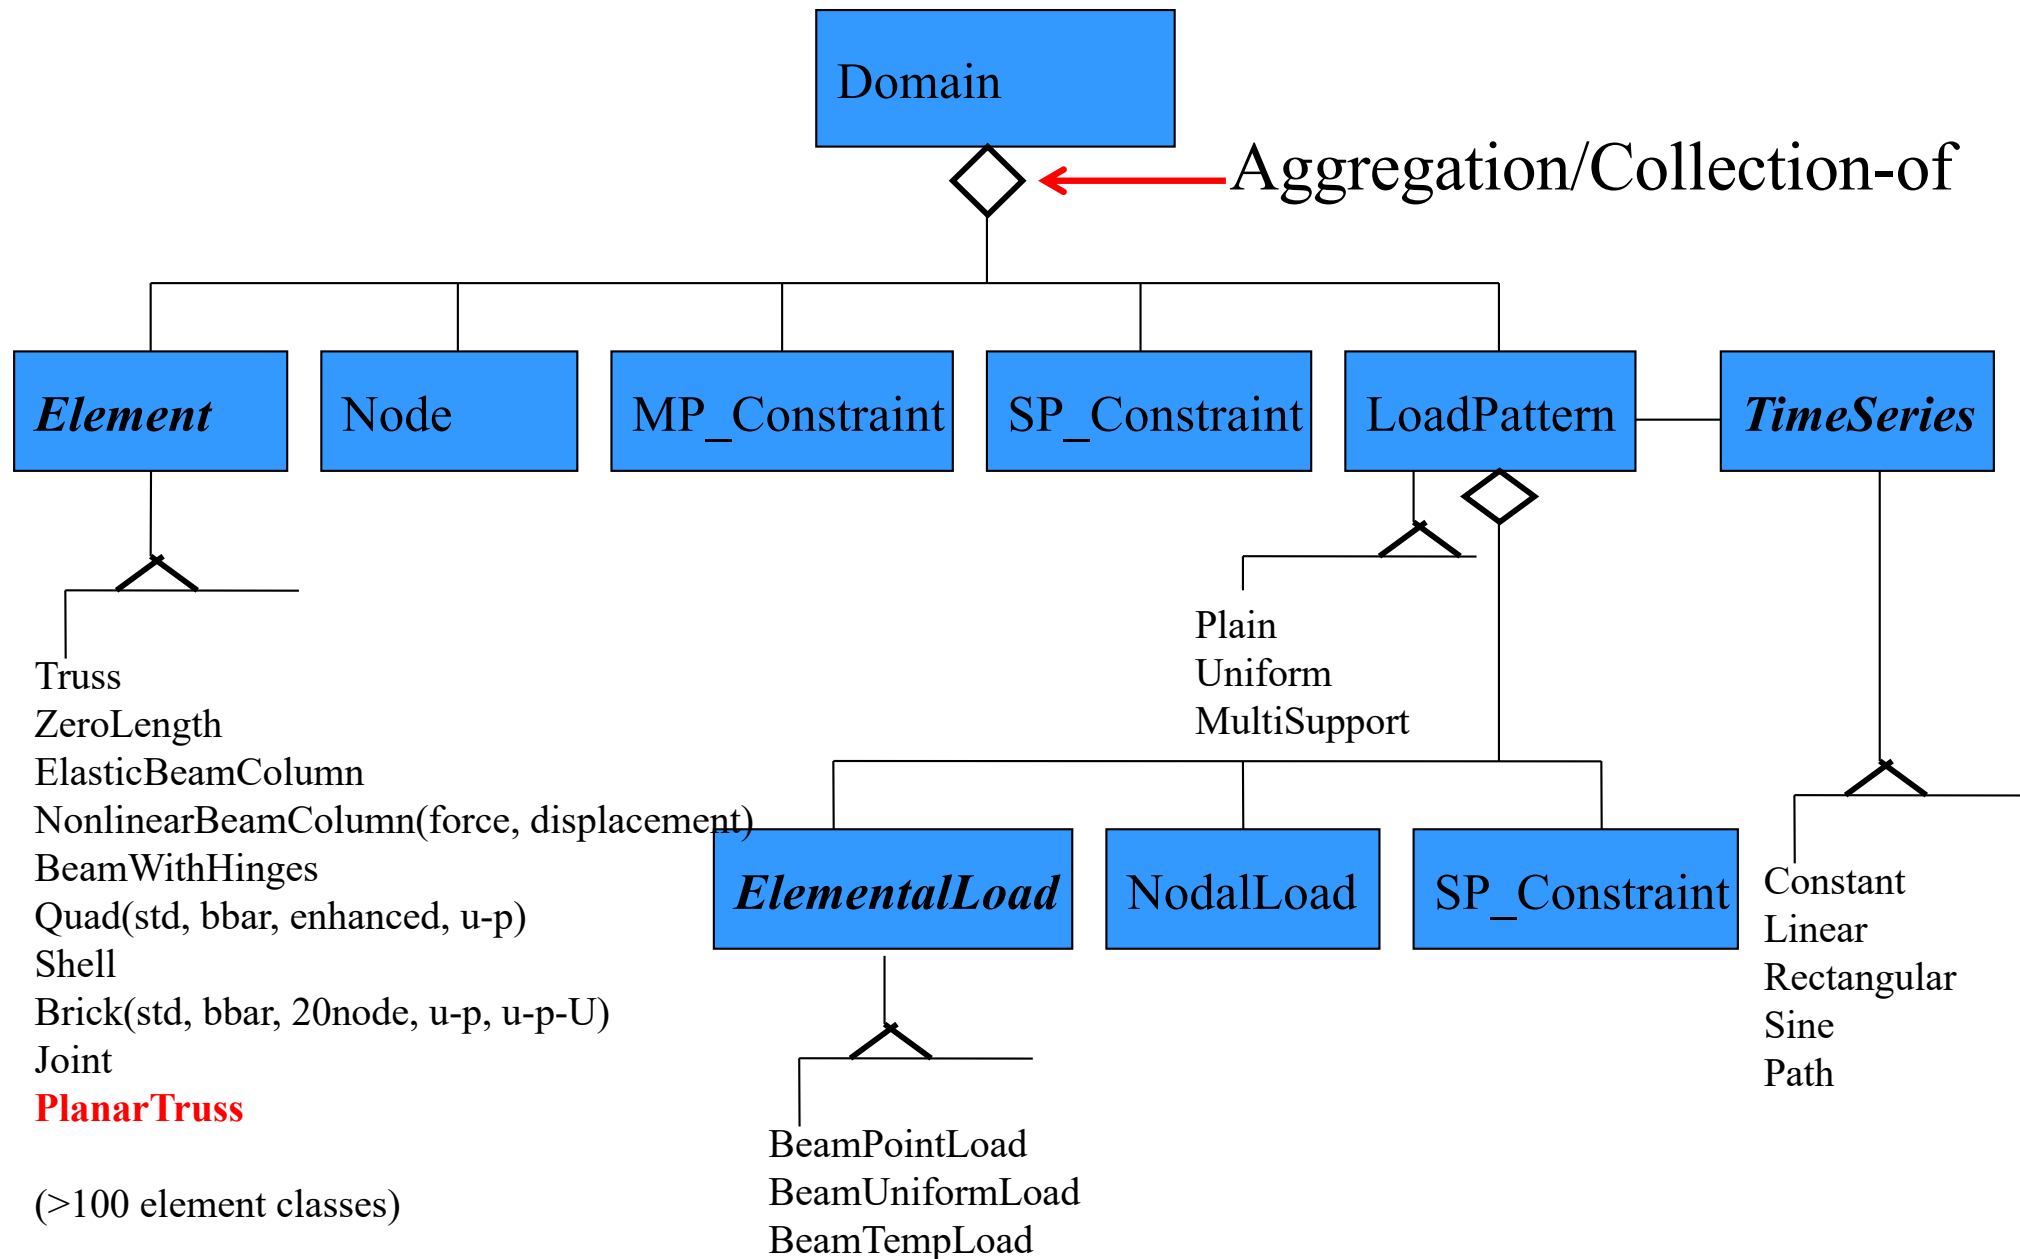 Domain
Aggregation/Collection-of
Element
Node
MP_Constraint
SP_Constraint
LoadPattern
TimeSeries
Truss
ZeroLength
ElasticBeamColumn
NonlinearBeamColumn(force, displacement)
BeamWithHinges
Quad(std, bbar, enhanced, u-p)
Shell
Brick(std, bbar, 20node, u-p, u-p-U)
Joint
PlanarTruss
(>100 element classes)
Plain
Uniform
MultiSupport
ElementalLoad
NodalLoad
SP_Constraint
BeamPointLoad
BeamUniformLoad
BeamTempLoad
Constant
Linear
Rectangular
Sine
Path